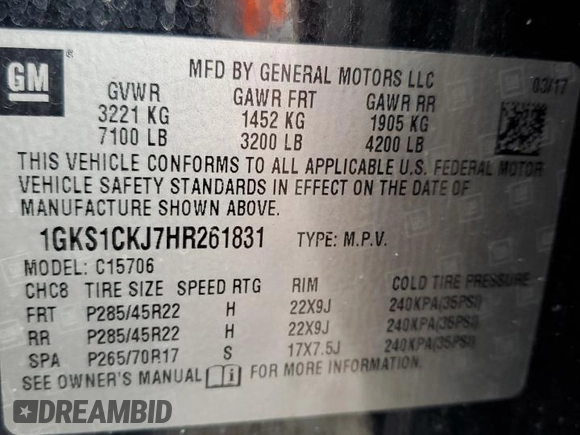 GM
MFD BY GENERAL MOTORS LLC
03/17
GVWR GAWR FRT GAWR RR
3221 KG 1452 KG 1905 KG
7100 LB 3200 LB 4200 LB
THIS VEHICLE CONFORMS TO ALL APPLICABLE U.S. FEDERAL MOTOR
VEHICLE SAFETY STANDARDS IN EFFECT ON THE DATE OF
MANUFACTURE SHOWN ABOVE.
1GKS1CKJ7HR261831 TYPE: M.P.V.
MODEL: C15706
CHC8 TIRE SIZE SPEED RTG RIM COLD TIRE PRESSURE
FRT P285/45R22 H 22X9J 240KPA(35PSI)
RR P285/45R22 H 22X9J 240KPA(35PSI)
SPA P265/70R17 S 17X7.5J 240KPA(35PSI)
SEE OWNER'S MANUAL i FOR MORE INFORMATION.
DREAMBID